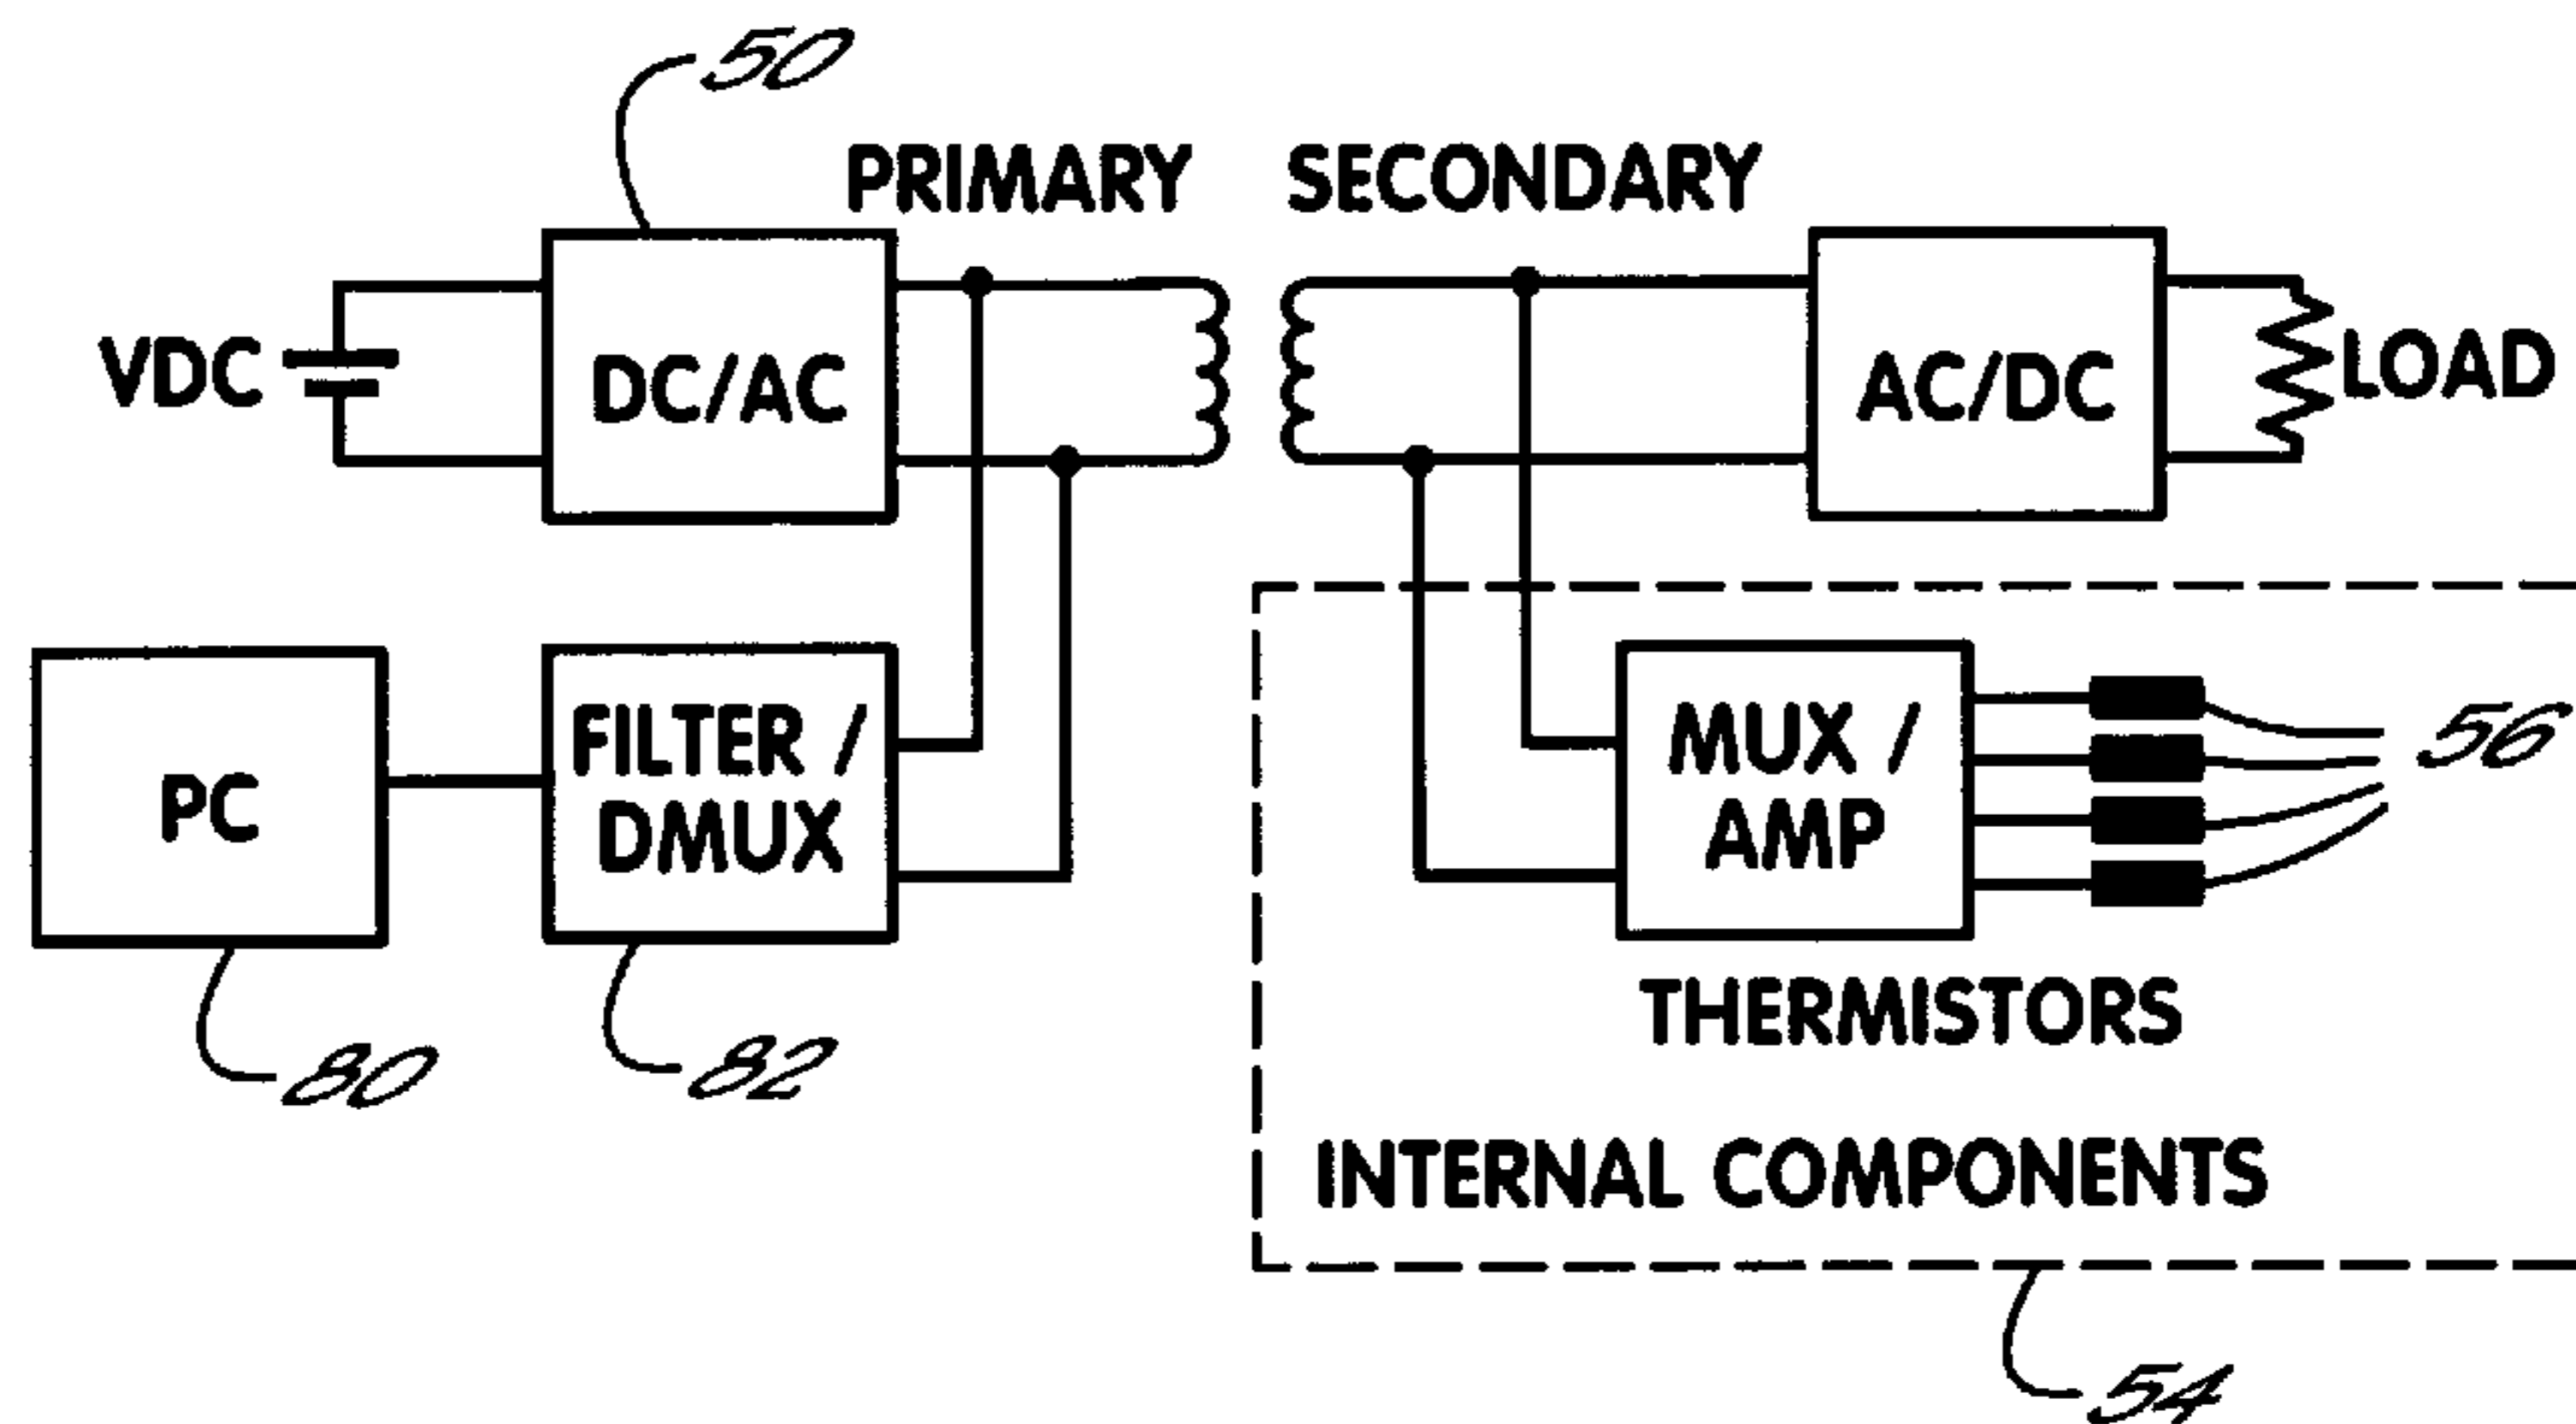 50
PRIMARY SECONDARY
VDC
DC/AC
AC/DC
LOAD
PC
FILTER /
DMUX
MUX /
AMP
56
THERMISTORS
80
82
INTERNAL COMPONENTS
54